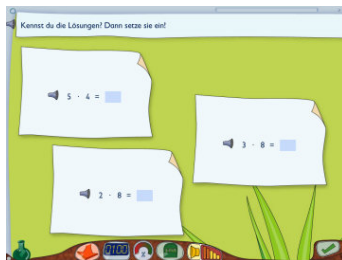 Kennst du die Lösungen? Dann setze sie ein!
5 · 4 =
3 · 8 =
2 · 8 =